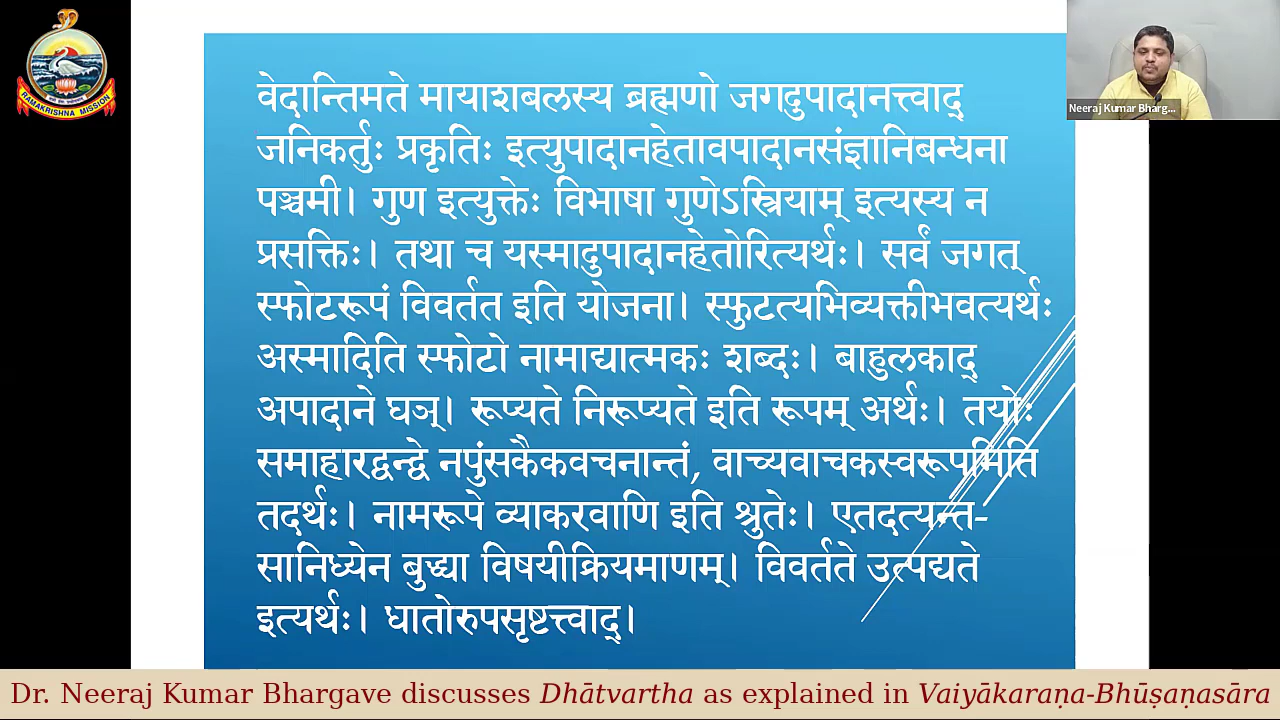 वेदान्तिमते मायाशबलस्य ब्रह्मणो जगदुपादानत्त्वाद्
जनिकर्तुः प्रकृतिः इत्युपादानहेतावपादानसंज्ञानिबन्धना
पञ्चमी। गुण इत्युक्तेः विभाषा गुणेऽस्त्रियाम् इत्यस्य न
प्रसक्तिः। तथा च यस्मादुपादानहेतोरित्यर्थः। सर्वं जगत्
स्फोटरूपं विवर्तत इति योजना। स्फुटत्यभिव्यक्तीभवत्यर्थः
अस्मादिति स्फोटो नामाद्यात्मकः शब्दः। बाहुलकाद्
अपादाने घञ्। रूप्यते निरूप्यते इति रूपम् अर्थः। तयोः
समाहारद्वन्द्वे नपुंसकैकवचनान्तं, वाच्यवाचकस्वरूपमिति
तदर्थः। नामरूपे व्याकरवाणि इति श्रुतेः। एतदत्यन्त-
सानिध्येन बुद्ध्या विषयीक्रियमाणम्। विवर्तते उत्पद्यते
इत्यर्थः। धातोरुपसृष्टत्त्वाद्।
RAMAKRISHNA MISSION
Neeraj Kumar Bharg...
Dr. Neeraj Kumar Bhargave discusses Dhātvartha as explained in Vaiyākaraṇa-Bhūṣaṇasāra